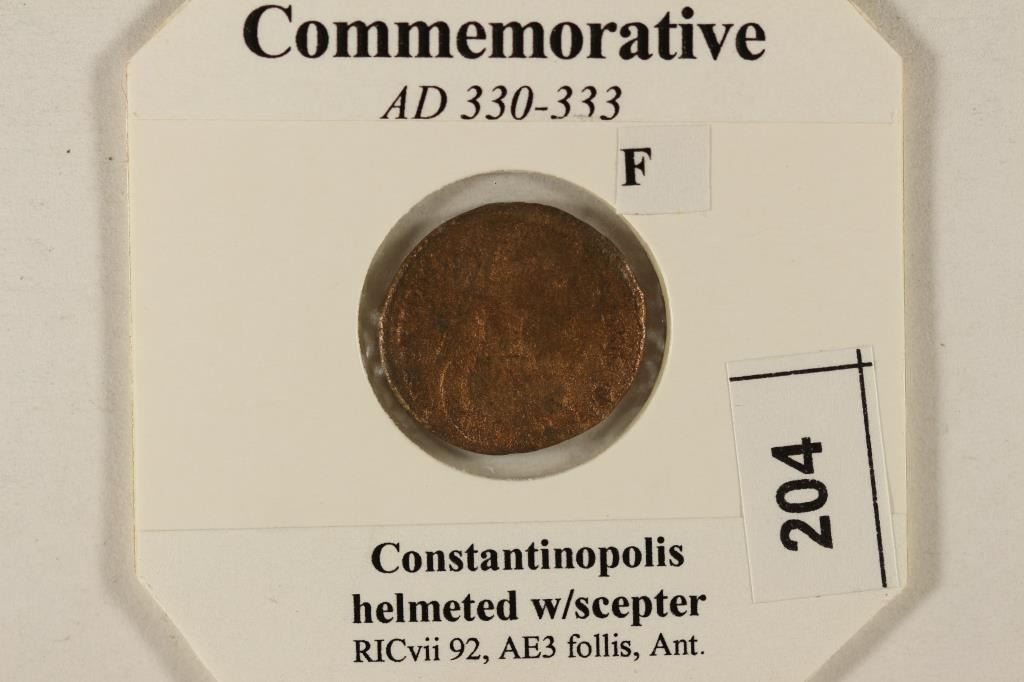 Commemorative
AD 330-333
F
204
Constantinopolis
helmeted w/scepter
RICvii 92, AE3 follis, Ant.